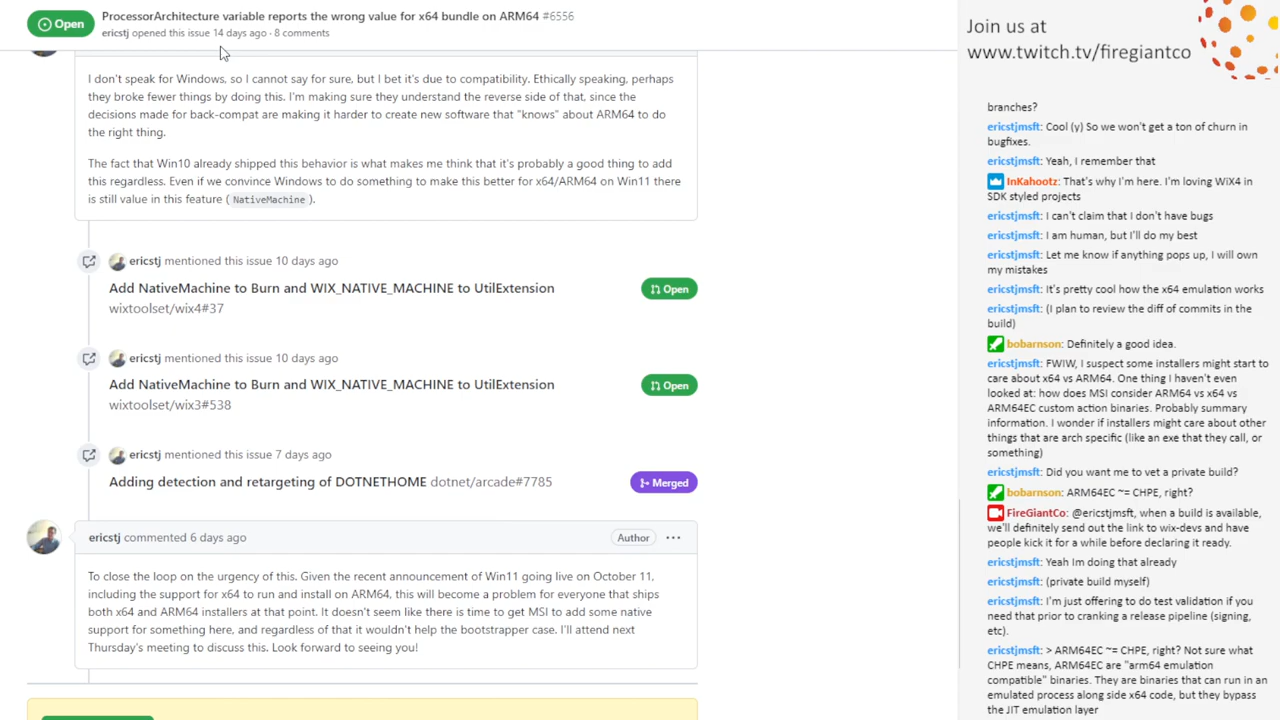 Open
ProcessorArchitecture variable reports the wrong value for x64 bundle on ARM64 #6556
ericstj opened this issue 14 days ago · 8 comments
I don't speak for Windows, so I cannot say for sure, but I bet it's due to compatibility. Ethically speaking, perhaps
they broke fewer things by doing this. I'm making sure they understand the reverse side of that, since the
decisions made for back-compat are making it harder to create new software that "knows" about ARM64 to do
the right thing.
The fact that Win10 already shipped this behavior is what makes me think that it's probably a good thing to add
this regardless. Even if we convince Windows to do something to make this better for x64/ARM64 on Win11 there
is still value in this feature ( NativeMachine ).
ericstj mentioned this issue 10 days ago
Add NativeMachine to Burn and WIX_NATIVE_MACHINE to UtilExtension
Open
wixtoolset/wix4#37
ericstj mentioned this issue 10 days ago
Add NativeMachine to Burn and WIX_NATIVE_MACHINE to UtilExtension
Open
wixtoolset/wix3#538
ericstj mentioned this issue 7 days ago
Adding detection and retargeting of DOTNETHOME dotnet/arcade#7785
Merged
ericstj commented 6 days ago
Author
To close the loop on the urgency of this. Given the recent announcement of Win11 going live on October 11,
including the support for x64 to run and install on ARM64, this will become a problem for everyone that ships
both x64 and ARM64 installers at that point. It doesn't seem like there is time to get MSI to add some native
support for something here, and regardless of that it wouldn't help the bootstrapper case. I'll attend next
Thursday's meeting to discuss this. Look forward to seeing you!
Join us at
www.twitch.tv/firegiantco
branches?
ericstjmsft: Cool (y) So we won't get a ton of churn in
bugfixes.
ericstjmsft: Yeah, I remember that
InKahootz: That's why I'm here. I'm loving WiX4 in
SDK styled projects
ericstjmsft: I can't claim that I don't have bugs
ericstjmsft: I am human, but I'll do my best
ericstjmsft: Let me know if anything pops up, I will own
my mistakes
ericstjmsft: It's pretty cool how the x64 emulation works
ericstjmsft: (I plan to review the diff of commits in the
build)
bobarnson: Definitely a good idea.
ericstjmsft: FWIW, I suspect some installers might start to
care about x64 vs ARM64. One thing I haven't even
looked at: how does MSI consider ARM64 vs x64 vs
ARM64EC custom action binaries. Probably summary
information. I wonder if installers might care about other
things that are arch specific (like an exe that they call, or
something)
ericstjmsft: Did you want me to vet a private build?
bobarnson: ARM64EC ~= CHPE, right?
FireGiantCo: @ericstjmsft, when a build is available,
we'll definitely send out the link to wix-devs and have
people kick it for a while before declaring it ready.
ericstjmsft: Yeah Im doing that already
ericstjmsft: (private build myself)
ericstjmsft: I'm just offering to do test validation if you
need that prior to cranking a release pipeline (signing,
etc).
ericstjmsft: > ARM64EC ~= CHPE, right? Not sure what
CHPE means, ARM64EC are "arm64 emulation
compatible" binaries. They are binaries that can run in an
emulated process along side x64 code, but they bypass
the JIT emulation layer